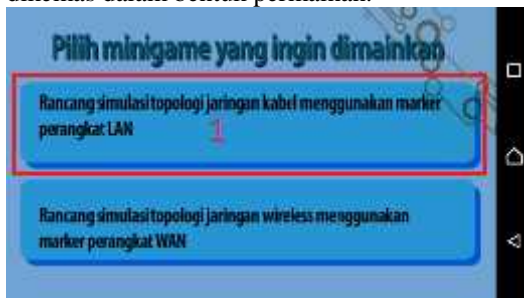 Pilih minigame yang ingin dimainkan
Rancang simulasi topologi jaringan kabel menggunakan marker
perangkat LAN
1
Rancang simulasi topologi jaringan wireless menggunakan
marker perangkat WAN